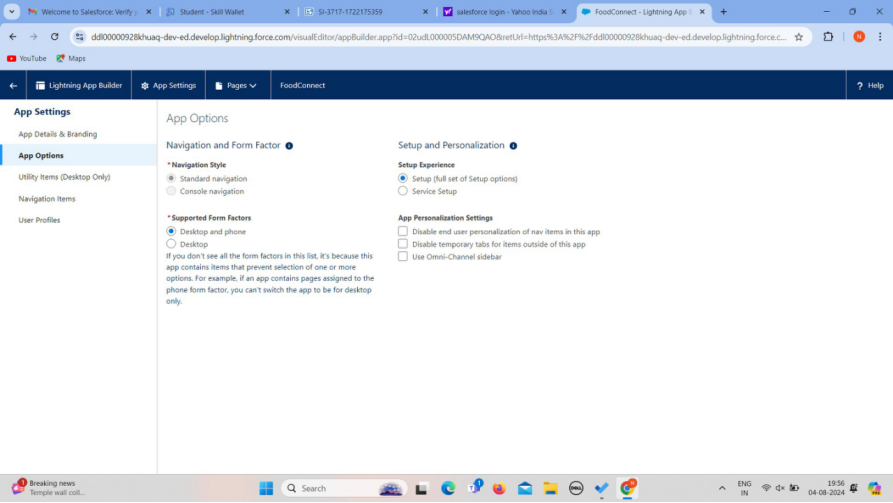 Welcome to Salesforce: Verify y
Student - Skill Wallet
SI-3717-1722175359
salesforce login - Yahoo India S
FoodConnect - Lightning App B
ddl00000928khuaq-dev-ed.develop.lightning.force.com/visualEditor/appBuilder.app?id=02udL000005DAM9QAO&retUrl=https%3A%2F%2Fddl00000928khuaq-dev-ed.develop.lightning.force.c...
N
YouTube
Maps
Lightning App Builder
App Settings
Pages
FoodConnect
? Help
App Settings
App Details & Branding
App Options
Utility Items (Desktop Only)
Navigation Items
User Profiles
App Options
Navigation and Form Factor
*Navigation Style
Standard navigation
Console navigation
*Supported Form Factors
Desktop and phone
Desktop
If you don't see all the form factors in this list, it's because this
app contains items that prevent selection of one or more
options. For example, if an app contains pages assigned to the
phone form factor, you can't switch the app to be for desktop
only.
Setup and Personalization
Setup Experience
Setup (full set of Setup options)
Service Setup
App Personalization Settings
Disable end user personalization of nav items in this app
Disable temporary tabs for items outside of this app
Use Omni-Channel sidebar
1
Breaking news
Temple wall coll...
Search
1
DELL
ENG
IN
19:56
04-08-2024